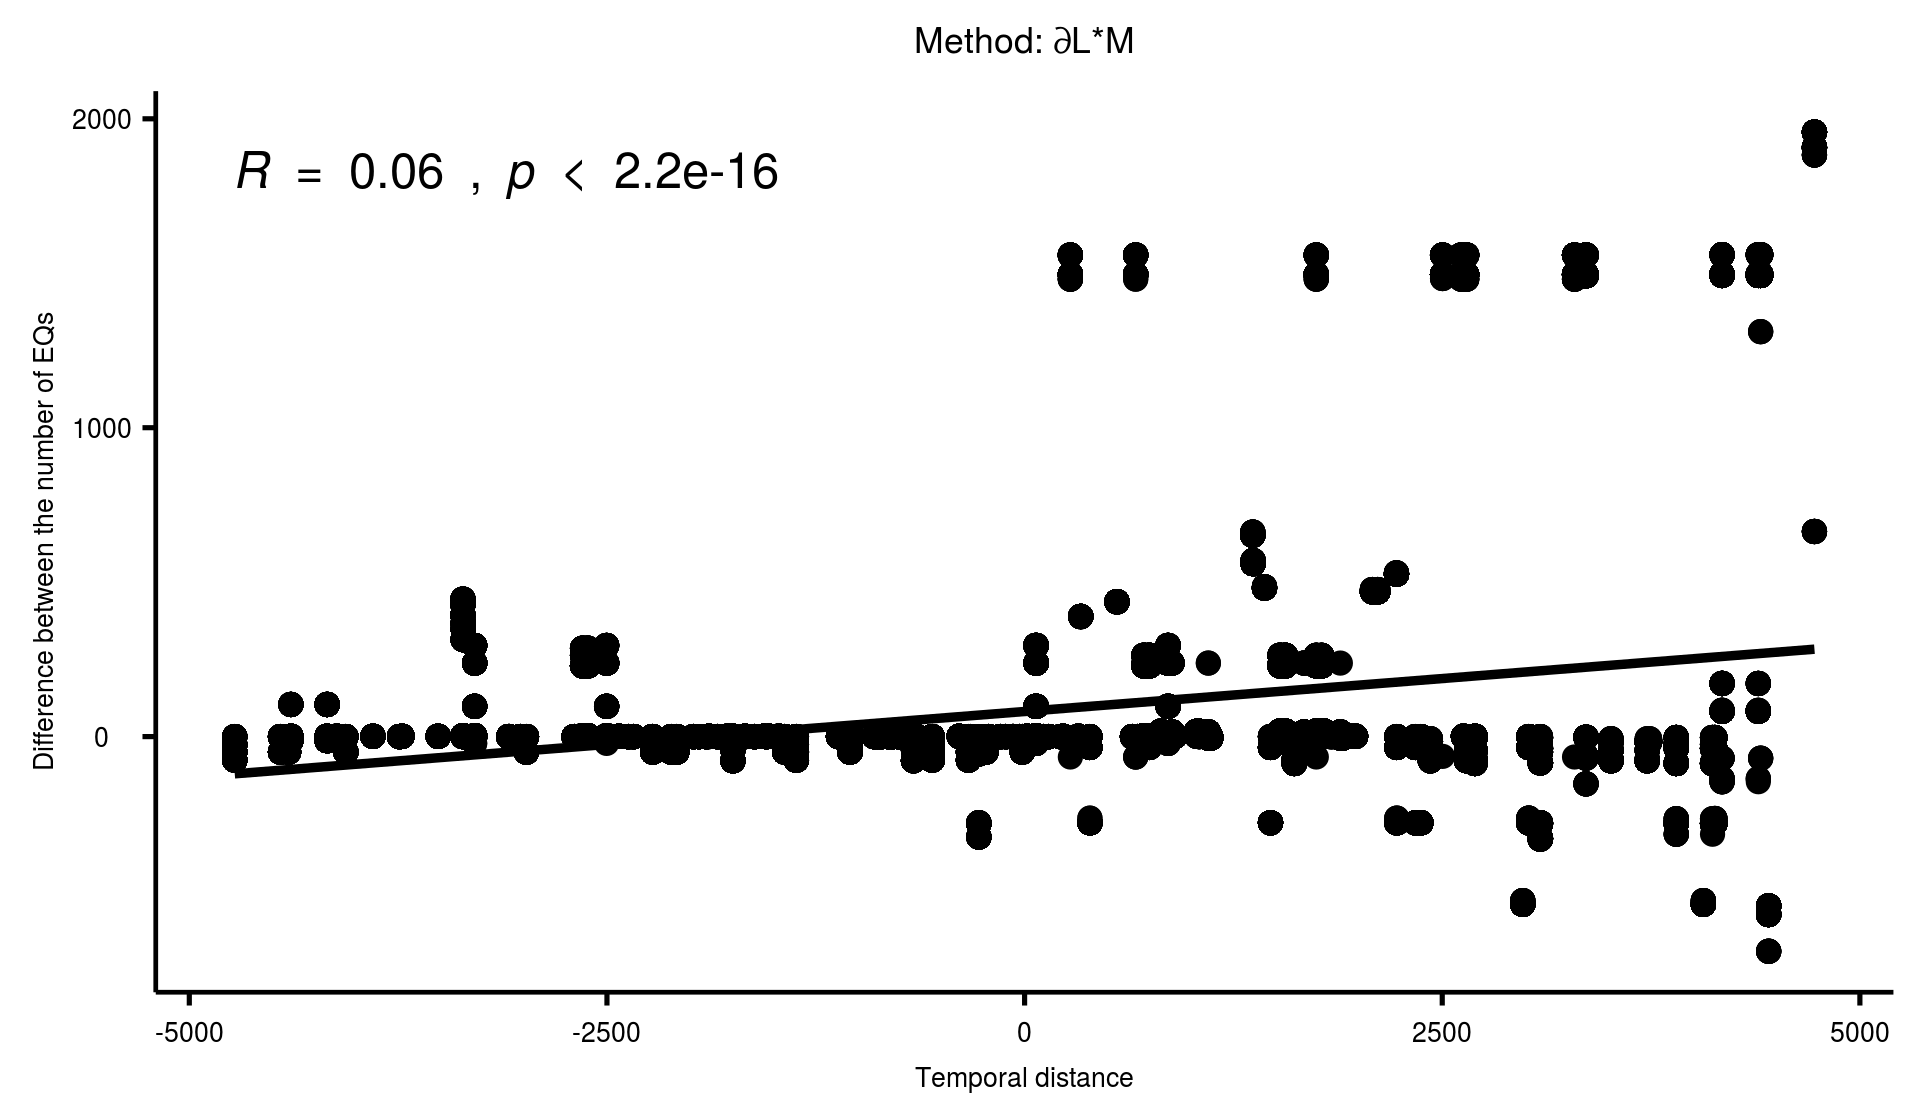 Method: ∂L*M
2000
R = 0.06 , p < 2.2e-16
1000
0
Difference between the number of EQs
-5000 -2500 0 2500 5000
Temporal distance